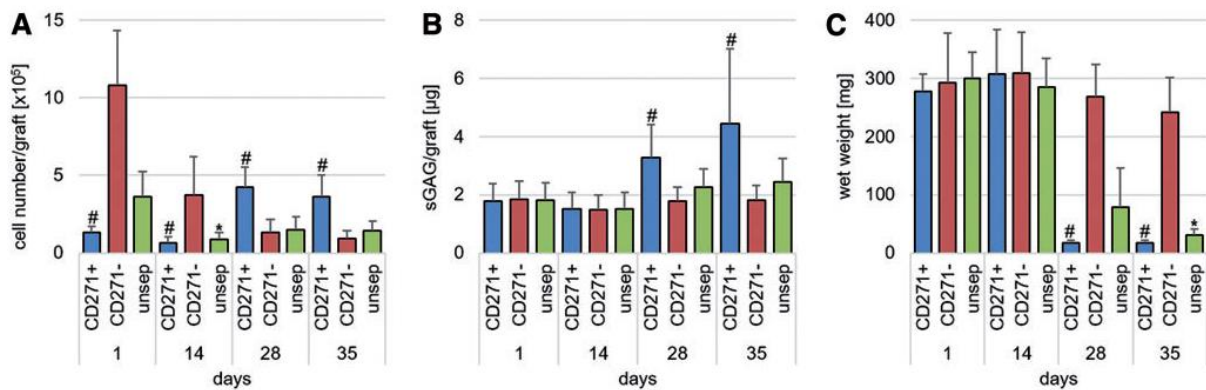 A
cell number/graft [x10⁵]
15
10
5
0
# # * # #
CD271+ CD271- unsep CD271+ CD271- unsep CD271+ CD271- unsep CD271+ CD271- unsep
1 14 28 35
days
B
sGAG/graft [µg]
8
6
4
2
0
# #
CD271+ CD271- unsep CD271+ CD271- unsep CD271+ CD271- unsep CD271+ CD271- unsep
1 14 28 35
days
C
wet weight [mg]
400
300
200
100
0
# # *
CD271+ CD271- unsep CD271+ CD271- unsep CD271+ CD271- unsep CD271+ CD271- unsep
1 14 28 35
days